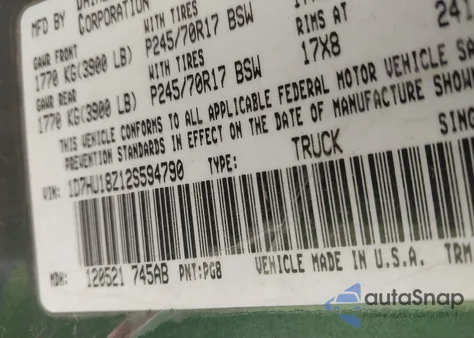 MFD BY
CORPORATION
WITH TIRES
GAWR FRONT
1770 KG(3900 LB) P245/70R17 BSW RIMS AT
WITH TIRES 17X8
GAWR REAR
1770 KG(3900 LB) P245/70R17 BSW
THIS VEHICLE CONFORMS TO ALL APPLICABLE FEDERAL MOTOR VEHICLE
PREVENTION STANDARDS IN EFFECT ON THE DATE OF MANUFACTURE
VIN: 1D7HU18Z12S594790 TYPE: TRUCK
MDH: 120521 745AB PNT:PG8 VEHICLE MADE IN U.S.A. TRM
autoSnap